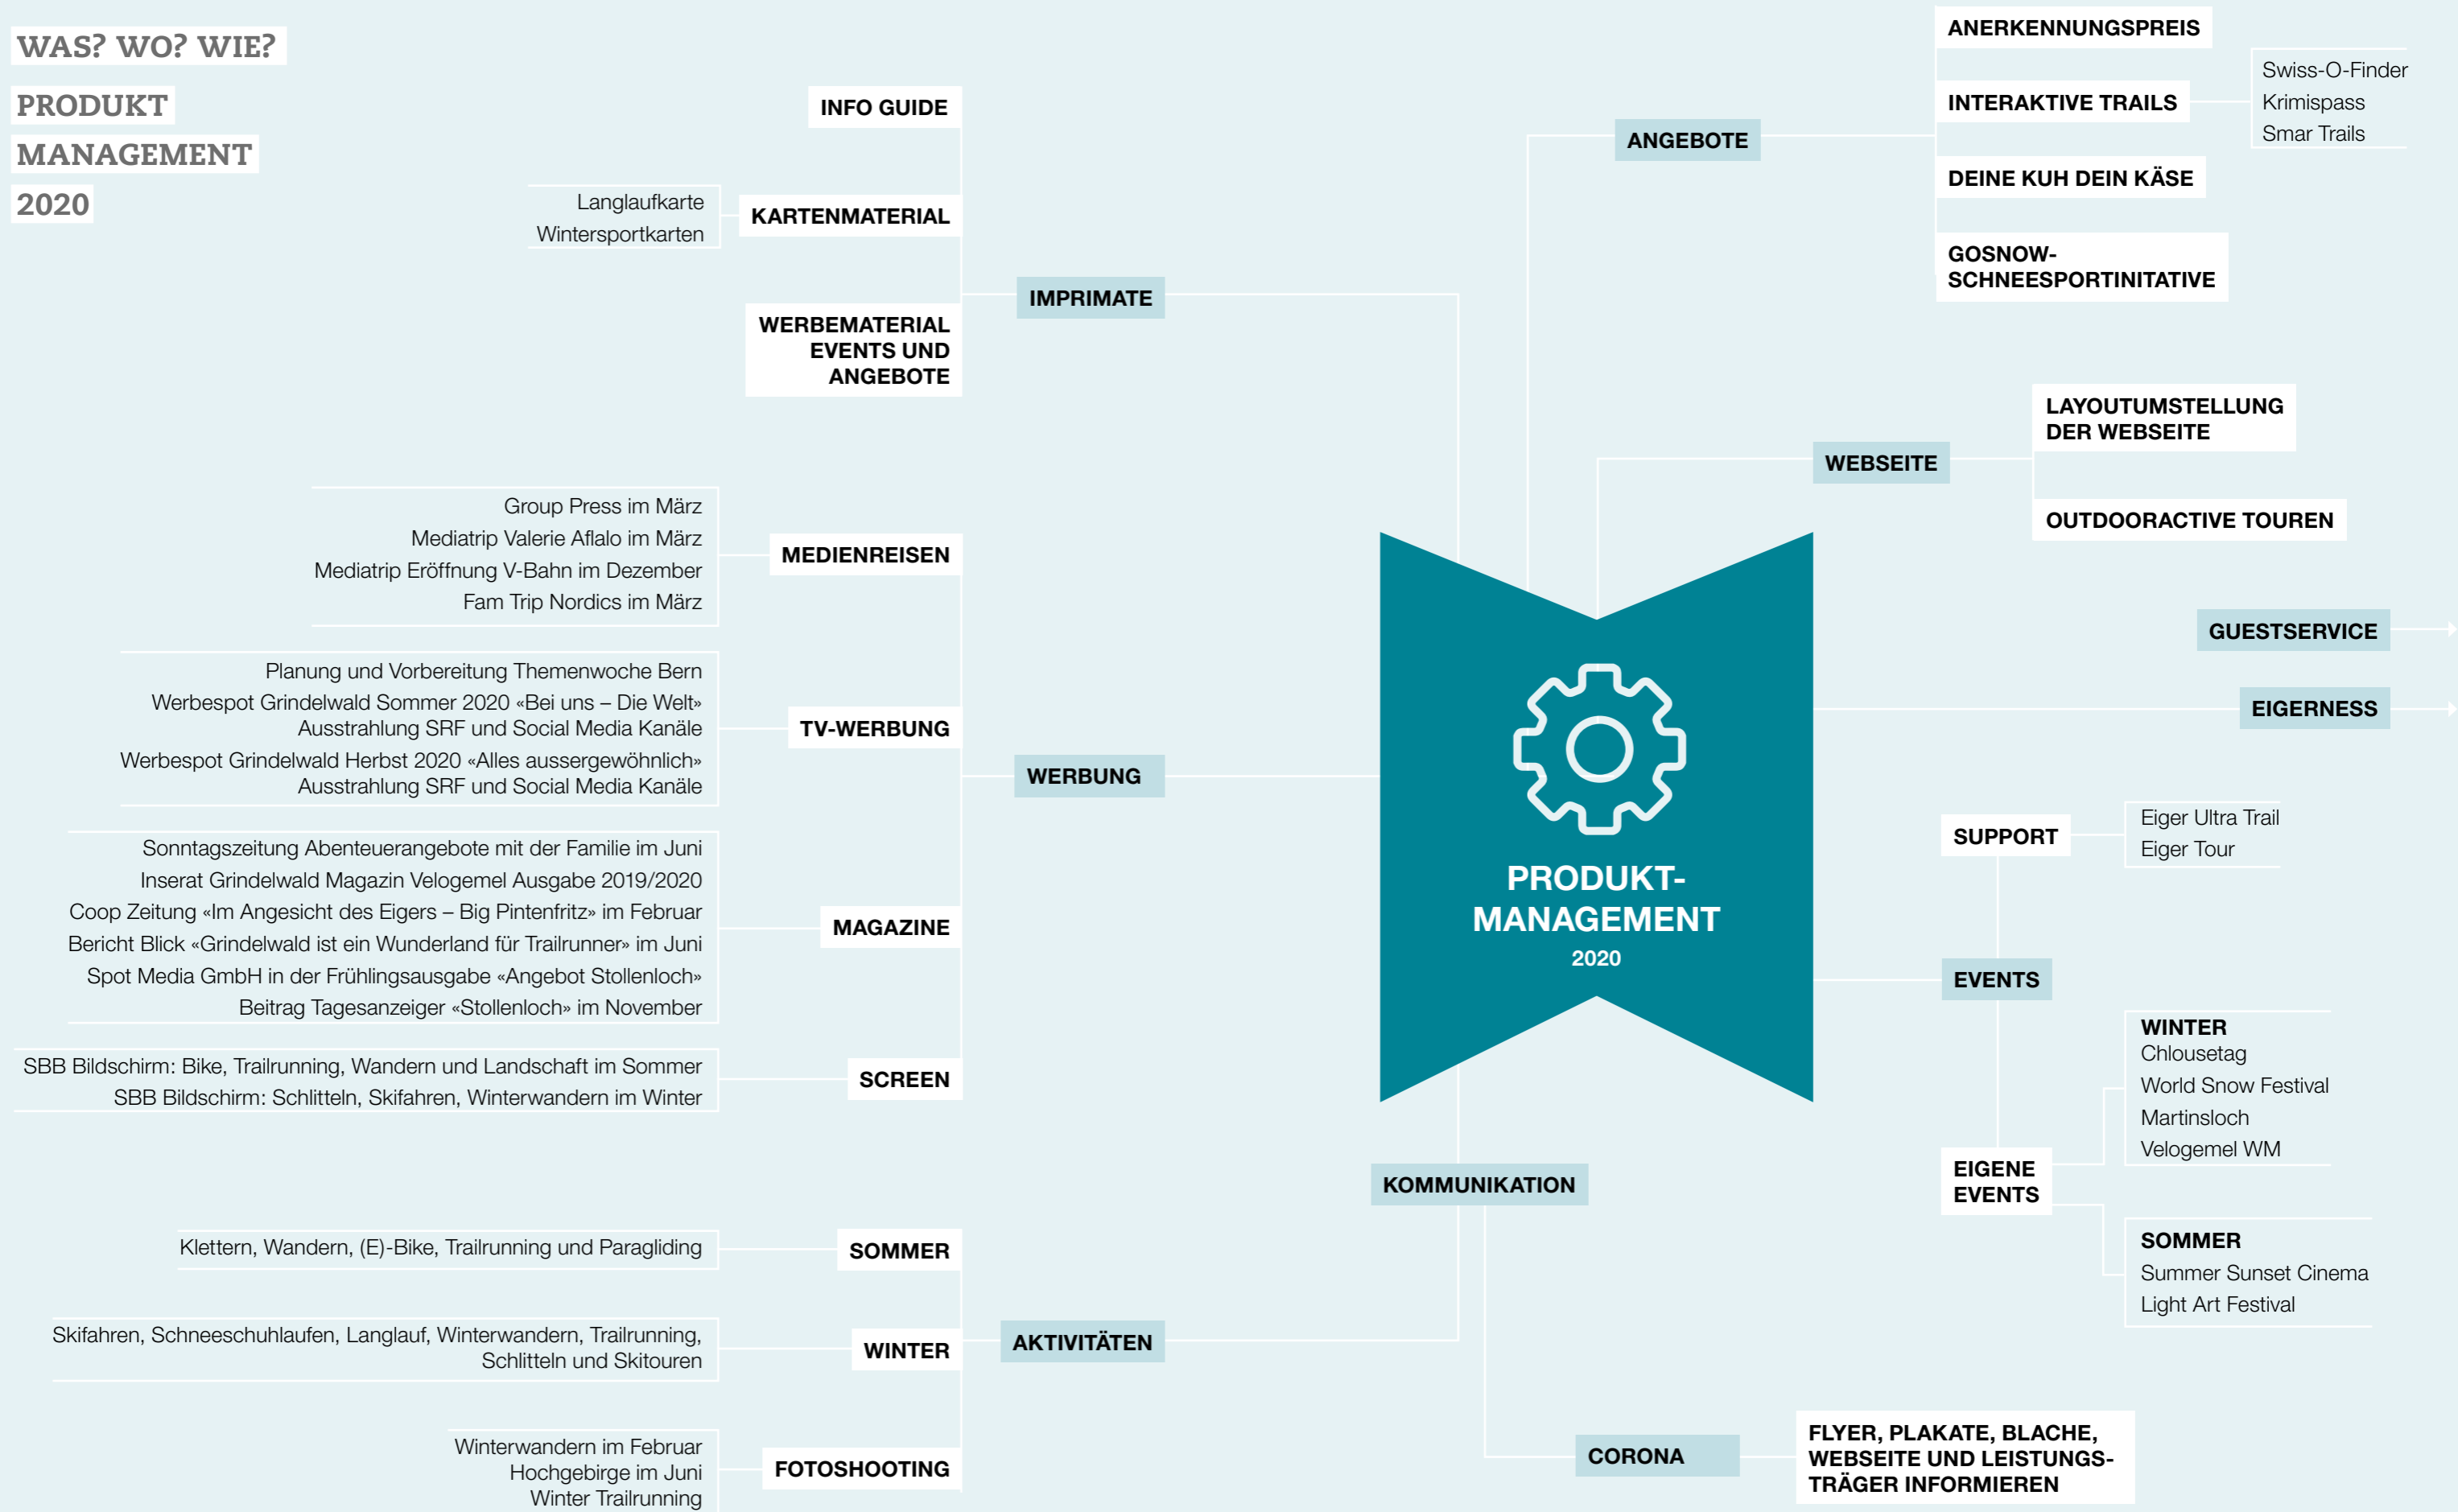 WAS? WO? WIE?
PRODUKT
MANAGEMENT
2020
INFO GUIDE
Langlaufkarte
Wintersportkarten
KARTENMATERIAL
WERBEMATERIAL
EVENTS UND
ANGEBOTE
IMPRIMATE
Group Press im März
Mediatrip Valerie Aflalo im März
Mediatrip Eröffnung V-Bahn im Dezember
Fam Trip Nordics im März
MEDIENREISEN
Planung und Vorbereitung Themenwoche Bern
Werbespot Grindelwald Sommer 2020 «Bei uns – Die Welt»
Ausstrahlung SRF und Social Media Kanäle
Werbespot Grindelwald Herbst 2020 «Alles aussergewöhnlich»
Ausstrahlung SRF und Social Media Kanäle
TV-WERBUNG
WERBUNG
Sonntagszeitung Abenteuerangebote mit der Familie im Juni
Inserat Grindelwald Magazin Velogemel Ausgabe 2019/2020
Coop Zeitung «Im Angesicht des Eigers – Big Pintenfritz» im Februar
Bericht Blick «Grindelwald ist ein Wunderland für Trailrunner» im Juni
Spot Media GmbH in der Frühlingsausgabe «Angebot Stollenloch»
Beitrag Tagesanzeiger «Stollenloch» im November
MAGAZINE
SBB Bildschirm: Bike, Trailrunning, Wandern und Landschaft im Sommer
SBB Bildschirm: Schlitteln, Skifahren, Winterwandern im Winter
SCREEN
Klettern, Wandern, (E)-Bike, Trailrunning und Paragliding
SOMMER
Skifahren, Schneeschuhlaufen, Langlauf, Winterwandern, Trailrunning,
Schlitteln und Skitouren
WINTER
AKTIVITÄTEN
Winterwandern im Februar
Hochgebirge im Juni
Winter Trailrunning
FOTOSHOOTING
PRODUKT-
MANAGEMENT
2020
ANGEBOTE
ANERKENNUNGSPREIS
INTERAKTIVE TRAILS
Swiss-O-Finder
Krimispass
Smar Trails
DEINE KUH DEIN KÄSE
GOSNOW-
SCHNEESPORTINITATIVE
WEBSEITE
LAYOUTUMSTELLUNG
DER WEBSEITE
OUTDOORACTIVE TOUREN
GUESTSERVICE
EIGERNESS
SUPPORT
Eiger Ultra Trail
Eiger Tour
EVENTS
EIGENE
EVENTS
WINTER
Chlousetag
World Snow Festival
Martinsloch
Velogemel WM
SOMMER
Summer Sunset Cinema
Light Art Festival
KOMMUNIKATION
CORONA
FLYER, PLAKATE, BLACHE,
WEBSEITE UND LEISTUNGS-
TRÄGER INFORMIEREN